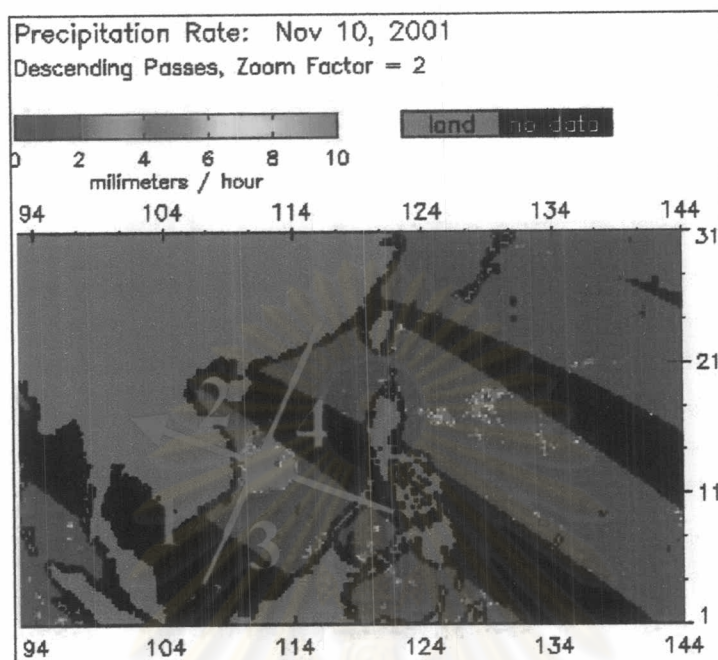 Precipitation Rate: Nov 10, 2001
Descending Passes, Zoom Factor = 2
land no data
0 2 4 6 8 10
milimeters / hour
94 104 114 124 134 144
31
21
2
4
11
1
3
1
94 104 114 124 134 144